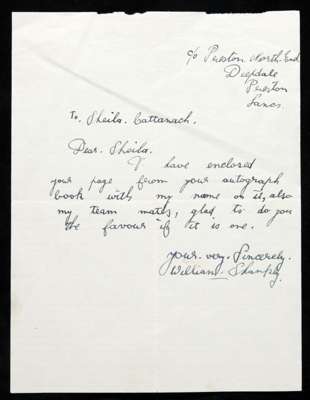 c/o Preston North End
Deepdale
Preston
Lancs.
To, Sheila. Cattanach.
Dear. Sheila.
I have enclosed
your page from your autograph
book with my name on it, also
my team mates, glad to do you
the favour if it is one.
yours. very. Sincerely.
William. Shankly.